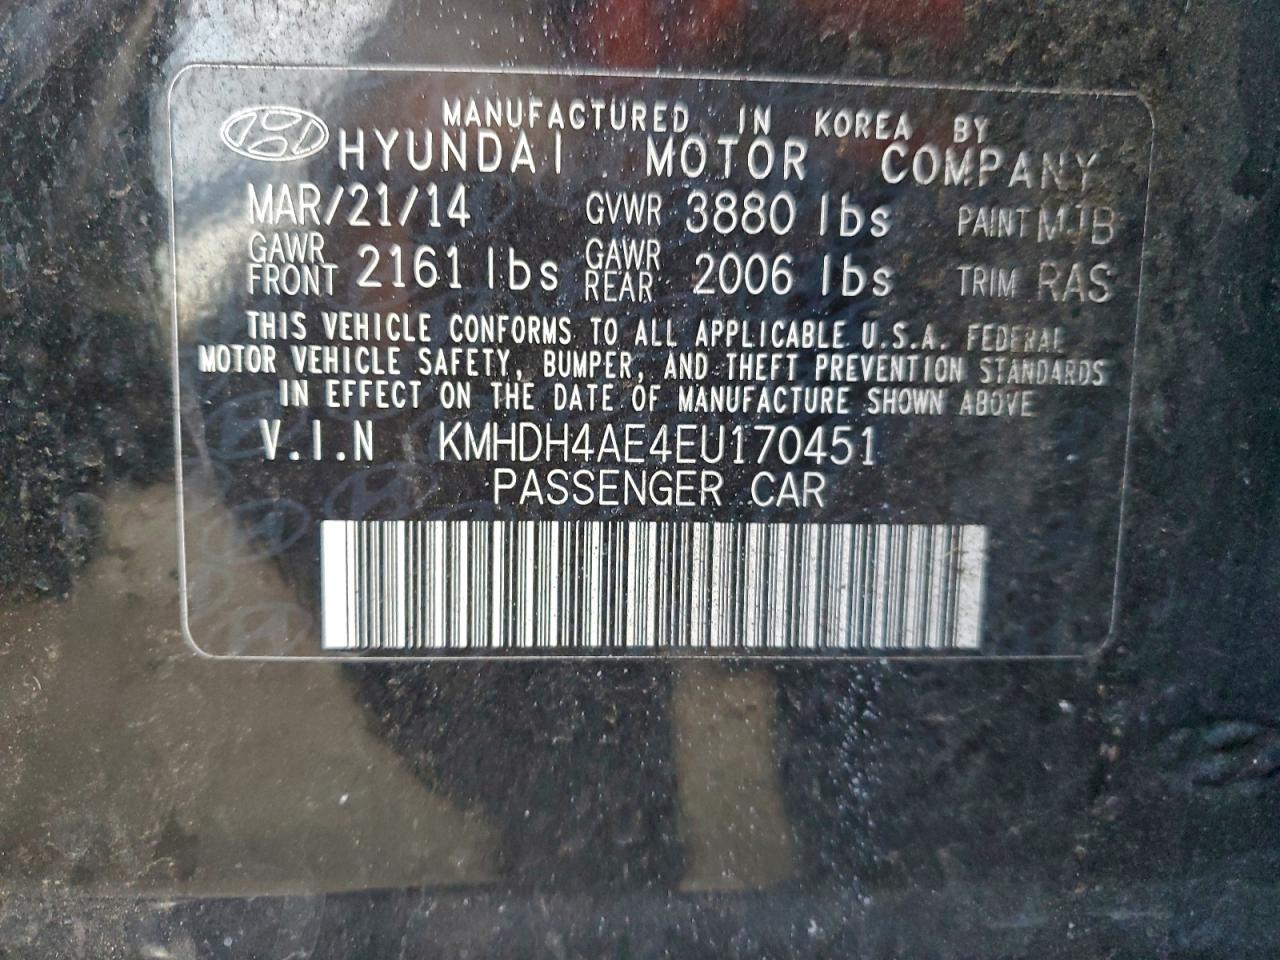 MANUFACTURED IN KOREA BY
HYUNDAI MOTOR COMPANY
MAR/21/14 GVWR 3880 lbs PAINT MJB
GAWR FRONT 2161 lbs GAWR REAR 2006 lbs TRIM RAS
THIS VEHICLE CONFORMS TO ALL APPLICABLE U.S.A. FEDERAL
MOTOR VEHICLE SAFETY, BUMPER, AND THEFT PREVENTION STANDARDS
IN EFFECT ON THE DATE OF MANUFACTURE SHOWN ABOVE
V.I.N KMHDH4AE4EU170451
PASSENGER CAR